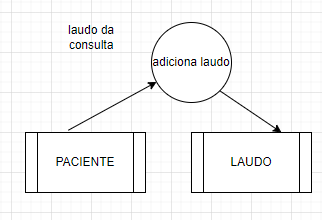 laudo da
consulta
adiciona laudo
PACIENTE
LAUDO